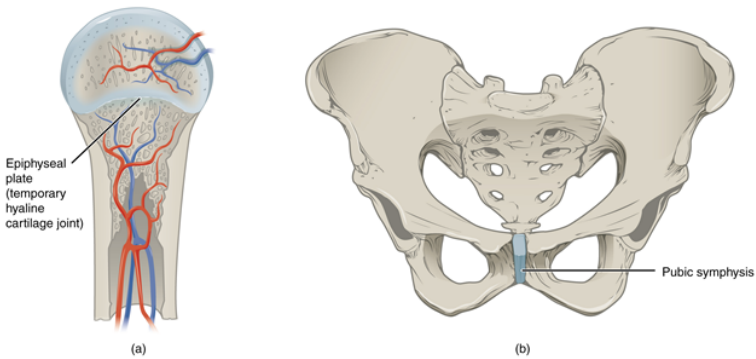 Epiphyseal
plate
(temporary
hyaline
cartilage joint)
Pubic symphysis
(a)
(b)